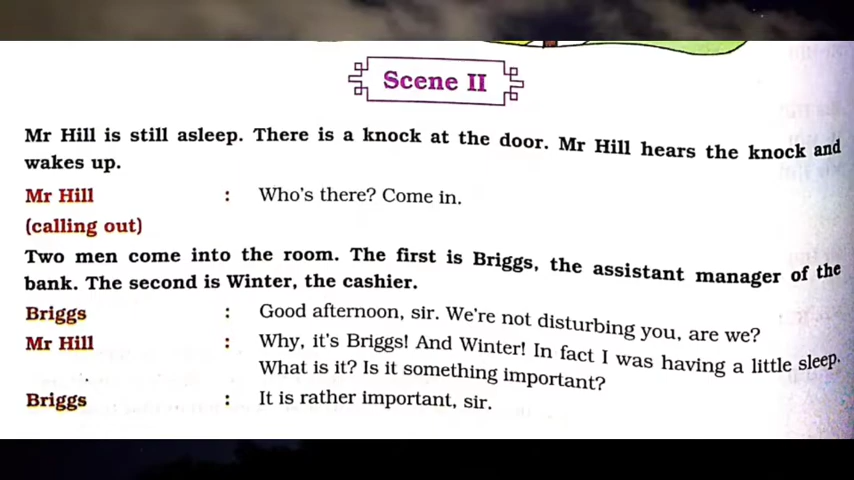 Scene II
Mr Hill is still asleep. There is a knock at the door. Mr Hill hears the knock and
wakes up.
Mr Hill : Who's there? Come in.
(calling out)
Two men come into the room. The first is Briggs, the assistant manager of the
bank. The second is Winter, the cashier.
Briggs : Good afternoon, sir. We're not disturbing you, are we?
Mr Hill : Why, it's Briggs! And Winter! In fact I was having a little sleep.
What is it? Is it something important?
Briggs : It is rather important, sir.